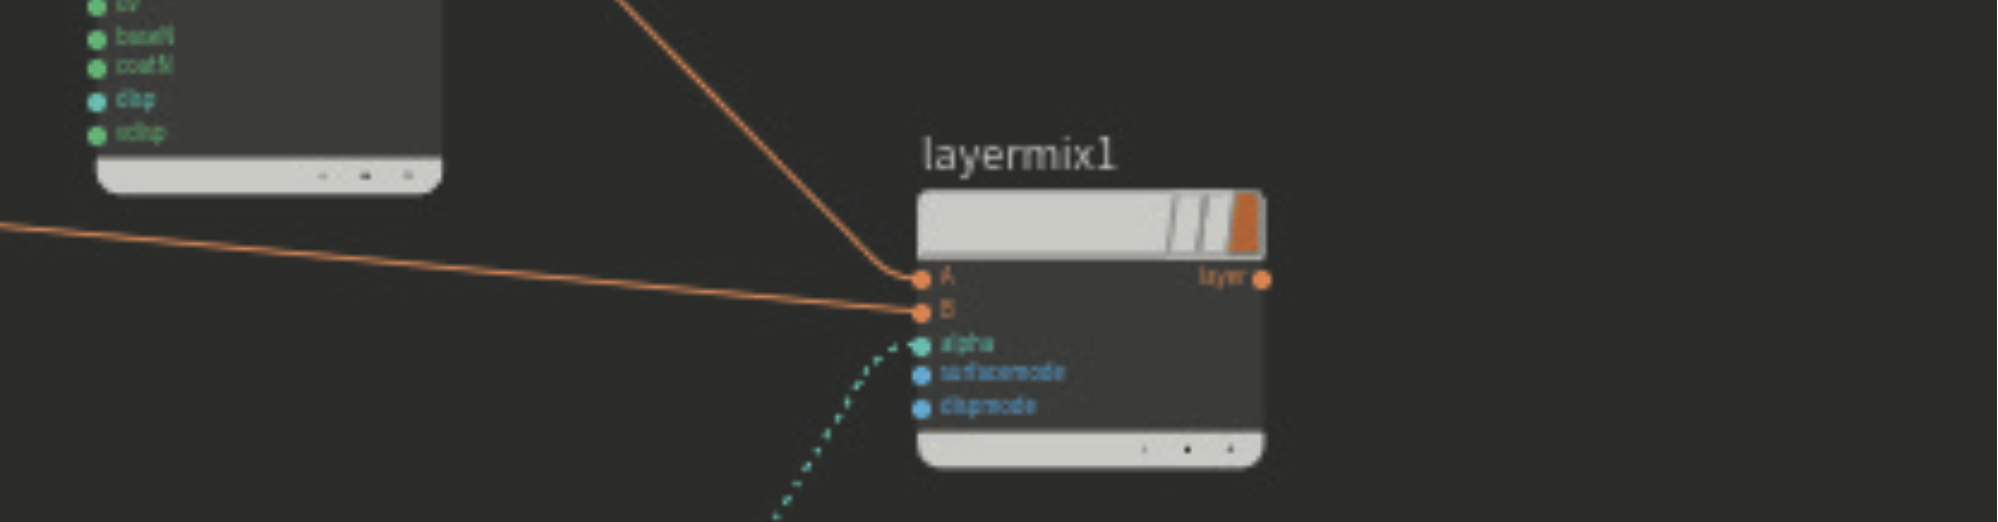 baseN
coatN
disp
vdisp
layermix1
A
layer
B
alpha
surfacemode
dispmode